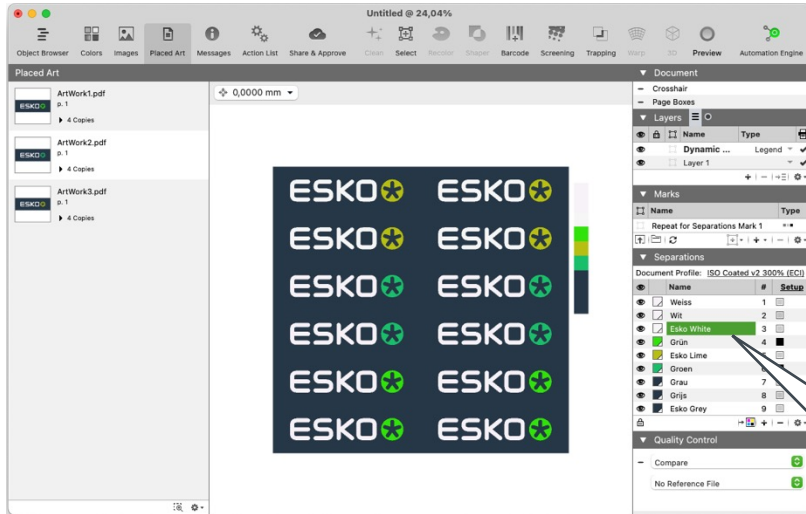 Untitled @ 24,04%
Object Browser Colors Images Placed Art Messages Action List Share & Approve Clean Select Recolor Shaper Barcode Screening Trapping Warp 3D Preview Automation Engine
Placed Art
ArtWork1.pdf
p. 1
4 Copies
ESKO
ArtWork2.pdf
p. 1
4 Copies
ESKO
ArtWork3.pdf
p. 1
4 Copies
ESKO
0,0000 mm
ESKO ESKO
ESKO ESKO
ESKO ESKO
ESKO ESKO
ESKO ESKO
ESKO ESKO
Document
Crosshair
Page Boxes
Layers
Name Type
Dynamic ... Legend
Layer 1
Marks
Name Type
Repeat for Separations Mark 1
Separations
Document Profile: ISO Coated v2 300% (ECI)
Name # Setup
Weiss 1
Wit 2
Esko White 3
Grün 4
Esko Lime
Groen
Grau 7
Grijs 8
Esko Grey 9
Quality Control
Compare
No Reference File